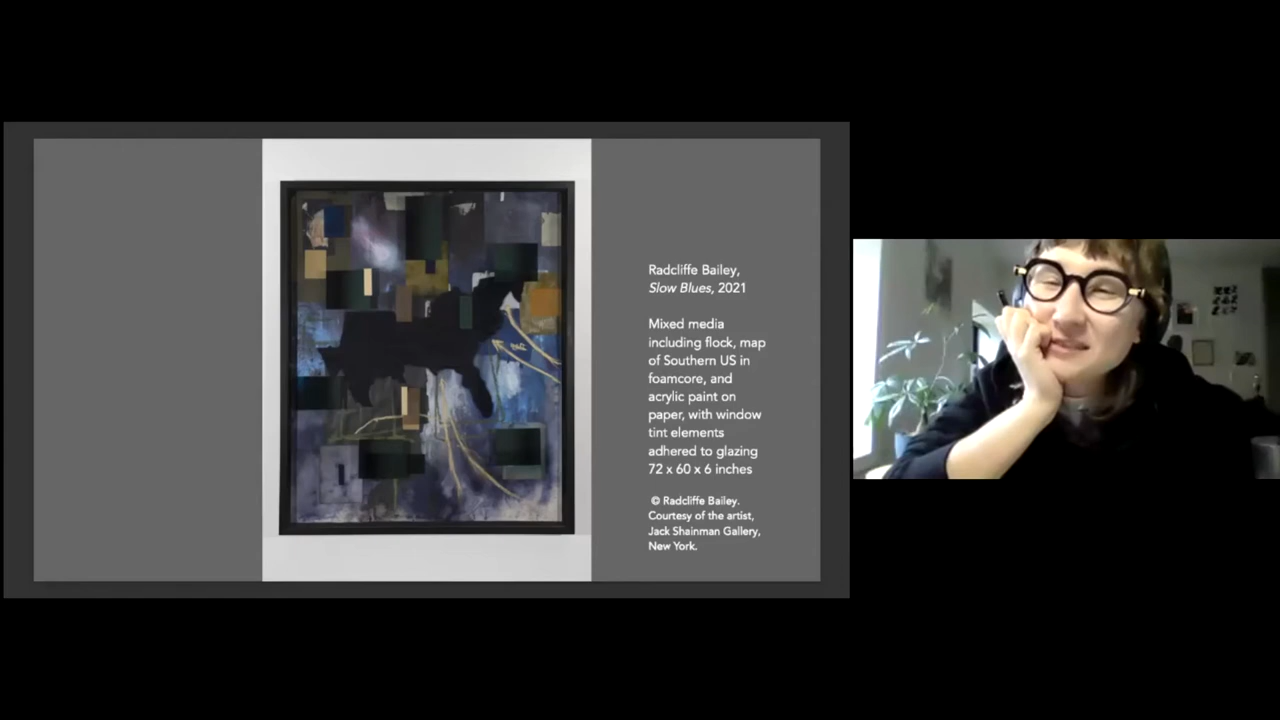 Radcliffe Bailey,
Slow Blues, 2021
Mixed media
including flock, map
of Southern US in
foamcore, and
acrylic paint on
paper, with window
tint elements
adhered to glazing
72 x 60 x 6 inches
© Radcliffe Bailey.
Courtesy of the artist,
Jack Shainman Gallery,
New York.